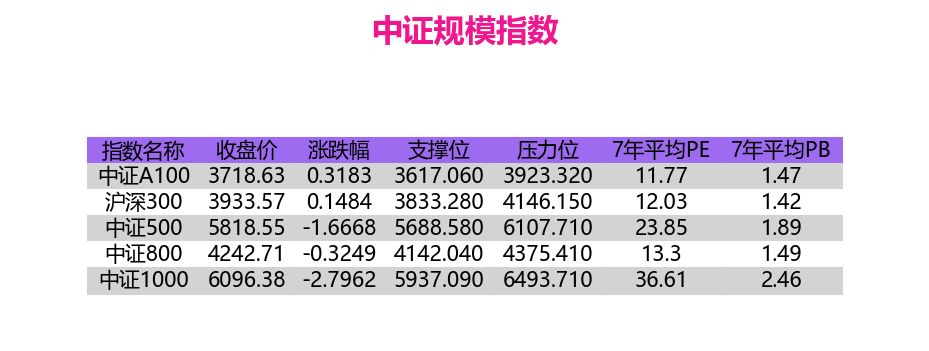 中证规模指数
指数名称 收盘价 涨跌幅 支撑位 压力位 7年平均PE 7年平均PB
中证A100 3718.63 0.3183 3617.060 3923.320 11.77 1.47
沪深300 3933.57 0.1484 3833.280 4146.150 12.03 1.42
中证500 5818.55 -1.6668 5688.580 6107.710 23.85 1.89
中证800 4242.71 -0.3249 4142.040 4375.410 13.3 1.49
中证1000 6096.38 -2.7962 5937.090 6493.710 36.61 2.46